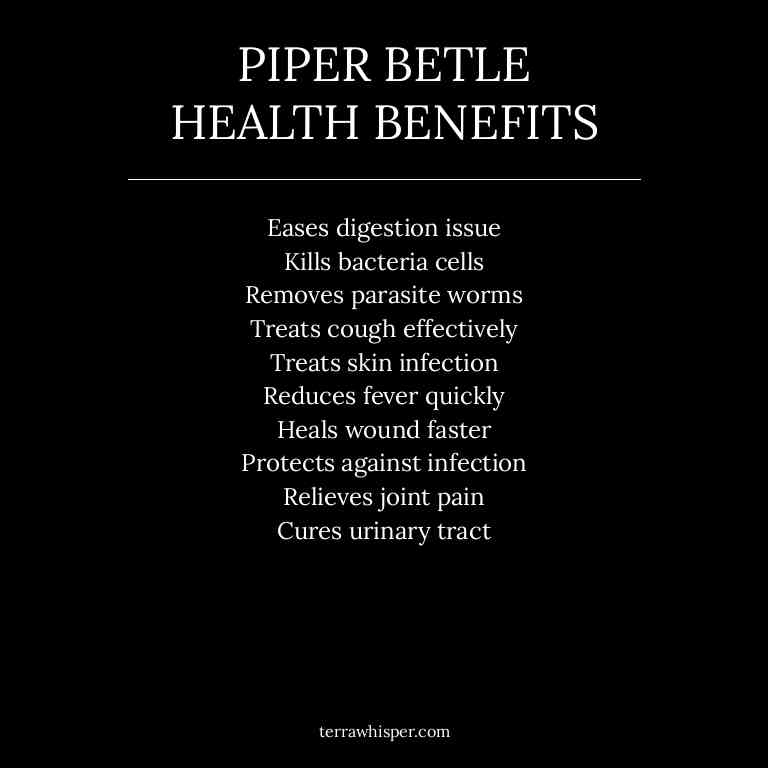 PIPER BETLE
HEALTH BENEFITS
Eases digestion issue
Kills bacteria cells
Removes parasite worms
Treats cough effectively
Treats skin infection
Reduces fever quickly
Heals wound faster
Protects against infection
Relieves joint pain
Cures urinary tract
terrawhisper.com